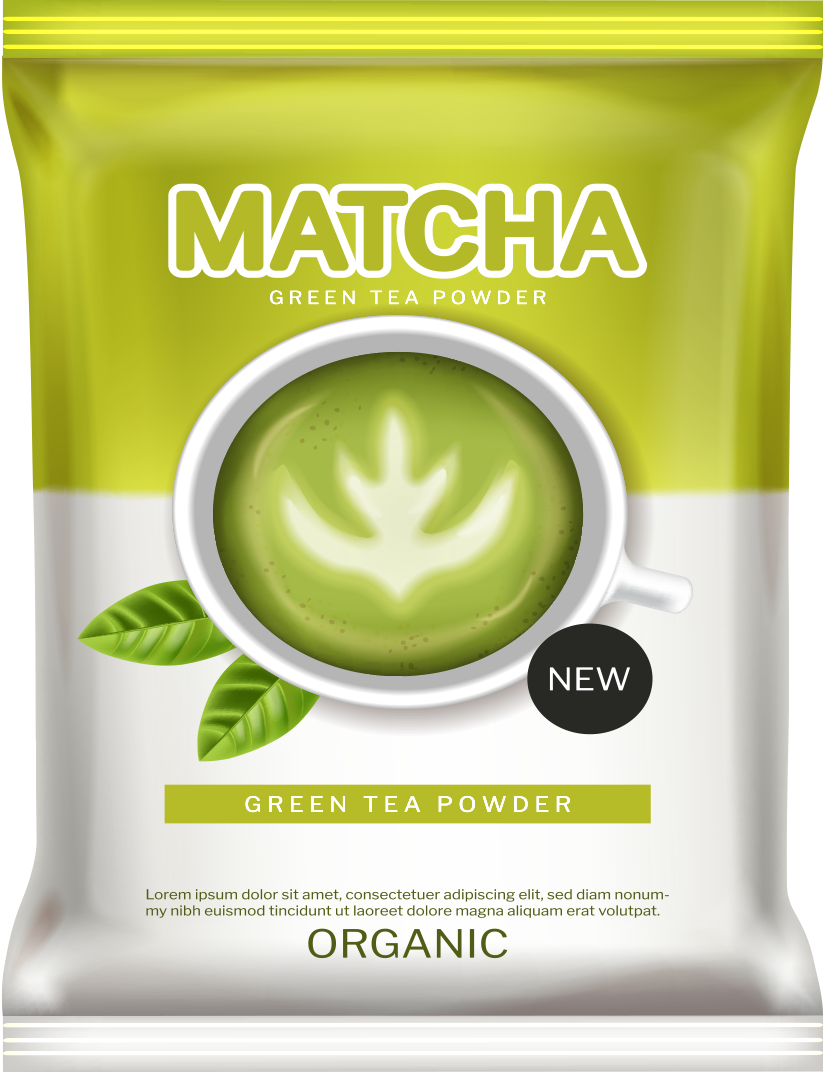 MATCHA
GREEN TEA POWDER
NEW
GREEN TEA POWDER
Lorem ipsum dolor sit amet, consectetuer adipiscing elit, sed diam nonum-
my nibh euismod tincidunt ut laoreet dolore magna aliquam erat volutpat.
ORGANIC